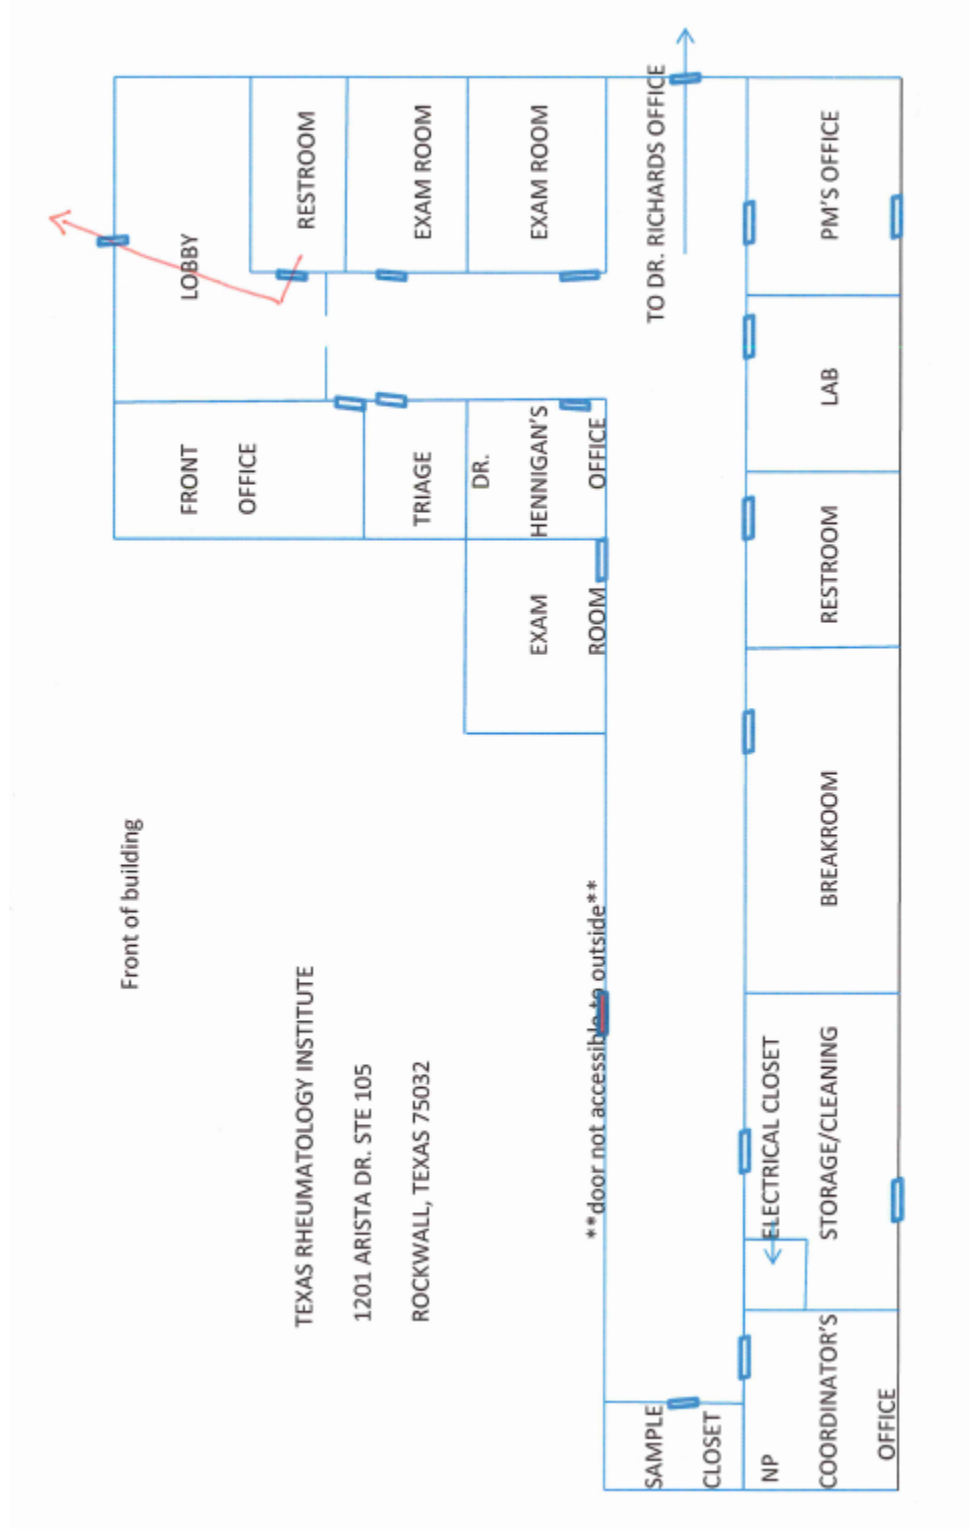 Front of building
FRONT
OFFICE
LOBBY
RESTROOM
TEXAS RHEUMATOLOGY INSTITUTE
1201 ARISTA DR. STE 105
ROCKWALL, TEXAS 75032
TRIAGE
EXAM ROOM
DR.
HENNIGAN'S
OFFICE
EXAM
ROOM
EXAM ROOM
**door not accessible to outside**
SAMPLE
CLOSET
TO DR. RICHARDS OFFICE
NP
COORDINATOR'S
OFFICE
ELECTRICAL CLOSET
STORAGE/CLEANING
BREAKROOM
RESTROOM
LAB
PM'S OFFICE